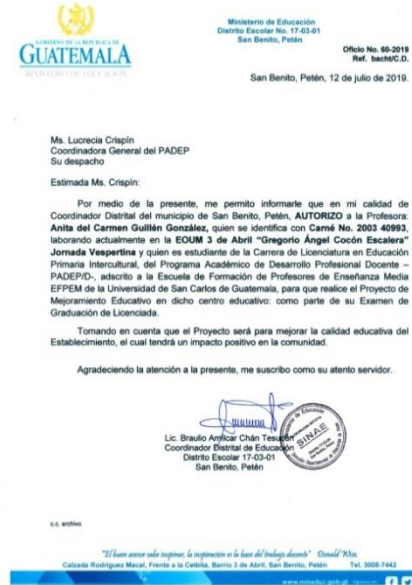 GOBIERNO DE LA REPÚBLICA DE
GUATEMALA
MINISTERIO DE EDUCACIÓN
Ministerio de Educación
Distrito Escolar No. 17-03-01
San Benito, Petén
Oficio No. 60-2019
Ref. bacht/C.D.
San Benito, Petén, 12 de julio de 2019.
Ms. Lucrecia Crispín
Coordinadora General del PADEP
Su despacho
Estimada Ms. Crispín:
Por medio de la presente, me permito informarle que en mi calidad de
Coordinador Distrital del municipio de San Benito, Petén, AUTORIZO a la Profesora:
Anita del Carmen Guillén González, quien se identifica con Carné No. 2003 40993,
laborando actualmente en la EOUM 3 de Abril "Gregorio Ángel Cocón Escalera"
Jornada Vespertina y quien es estudiante de la Carrera de Licenciatura en Educación
Primaria Intercultural, del Programa Académico de Desarrollo Profesional Docente –
PADEP/D-, adscrito a la Escuela de Formación de Profesores de Enseñanza Media
EFPEM de la Universidad de San Carlos de Guatemala, para que realice el Proyecto de
Mejoramiento Educativo en dicho centro educativo: como parte de su Examen de
Graduación de Licenciada.
Tomando en cuenta que el Proyecto será para mejorar la calidad educativa del
Establecimiento, el cual tendrá un impacto positivo en la comunidad.
Agradeciendo la atención a la presente, me suscribo como su atento servidor.
Lic. Braulio Amílcar Chán Tesucún
Coordinador Distrital de Educación
Distrito Escolar 17-03-01
San Benito, Petén
SINAE
c.c. archivo
"El buen asesor sabe inspirar, la inspiración es la base del trabajo docente" Donald Wm.
Calzada Rodríguez Macal, Frente a la Ceibita, Barrio 3 de Abril, San Benito, Petén Tel. 3008-7442
www.mineduc.gob.gt